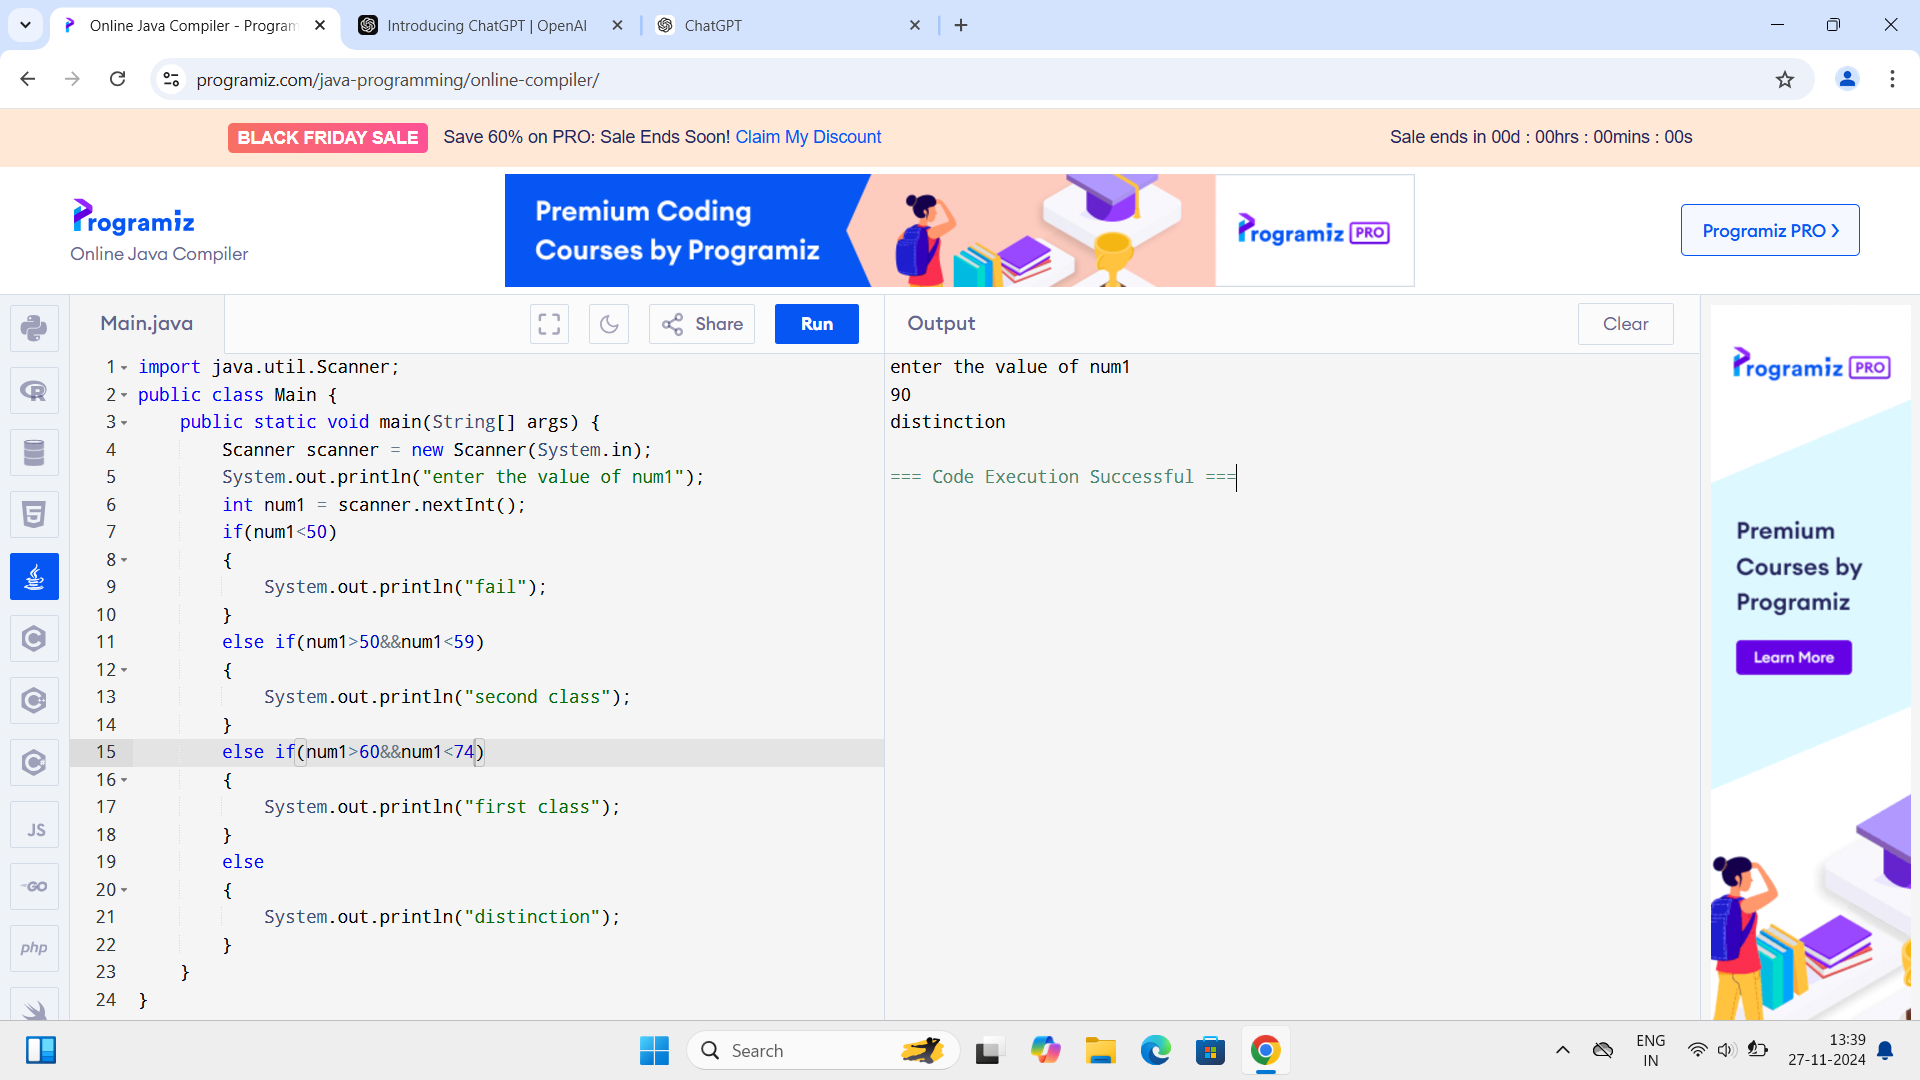 Online Java Compiler - Program
Introducing ChatGPT | OpenAI
ChatGPT
programiz.com/java-programming/online-compiler/
BLACK FRIDAY SALE Save 60% on PRO: Sale Ends Soon! Claim My Discount
Sale ends in 00d : 00hrs : 00mins : 00s
Programiz
Online Java Compiler
Premium Coding
Courses by Programiz
Programiz PRO
Programiz PRO
Main.java
Share
Run
Output
Clear
1 import java.util.Scanner;
2 public class Main {
3 public static void main(String[] args) {
4 Scanner scanner = new Scanner(System.in);
5 System.out.println("enter the value of num1");
6 int num1 = scanner.nextInt();
7 if(num1<50)
8 {
9 System.out.println("fail");
10 }
11 else if(num1>50&&num1<59)
12 {
13 System.out.println("second class");
14 }
15 else if(num1>60&&num1<74)
16 {
17 System.out.println("first class");
18 }
19 else
20 {
21 System.out.println("distinction");
22 }
23 }
24 }
enter the value of num1
90
distinction
=== Code Execution Successful ===
R
5
C
C
C
JS
GO
php
Programiz PRO
Premium
Courses by
Programiz
Learn More
Search
ENG
IN
13:39
27-11-2024